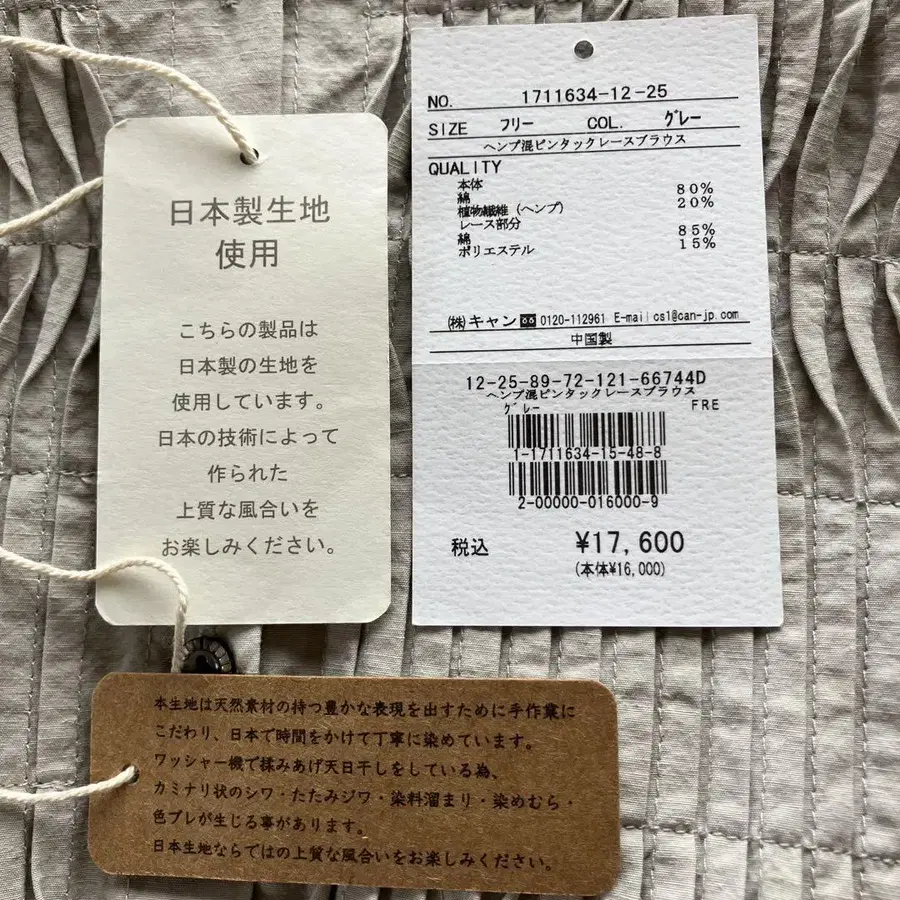 日本製生地
使用
こちらの製品は
日本製の生地を
使用しています。
日本の技術によって
作られた
上質な風合いを
お楽しみください。
NO. 1711634-12-25
SIZE フリー COL. グレー
ヘンプ混ピンタックレースブラウス
QUALITY
本体
綿 80%
植物繊維(ヘンプ) 20%
レース部分
綿 85%
ポリエステル 15%
(株)キャン 0120-112961 E-mail cs1@can-jp.com
中国製
12-25-89-72-121-66744D
ヘンプ混ピンタックレースブラウス
グレー FRE
1-1711634-15-48-8
2-00000-016000-9
税込 ¥17,600
(本体¥16,000)
本生地は天然素材の持つ豊かな表現を出すために手作業に
こだわり、日本で時間をかけて丁寧に染めています。
ワッシャー機で揉みあげ天日干しをしている為、
カミナリ状のシワ・たたみジワ・染料溜まり・染めむら・
色ブレが生じる事があります。
日本生地ならではの上質な風合いをお楽しみください。